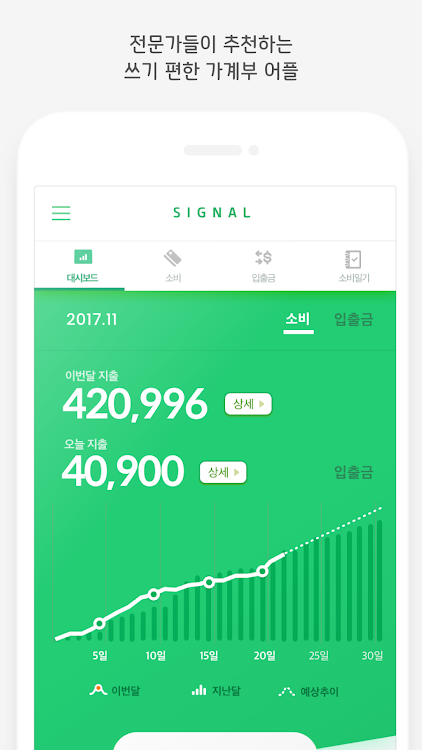 전문가들이 추천하는
쓰기 편한 가계부 어플
SIGNAL
대시보드 소비 입출금 소비일기
2017.11 소비 입출금
이번달 지출
420,996 상세
오늘 지출
40,900 상세 입출금
5일 10일 15일 20일 25일 30일
이번달 지난달 예상추이